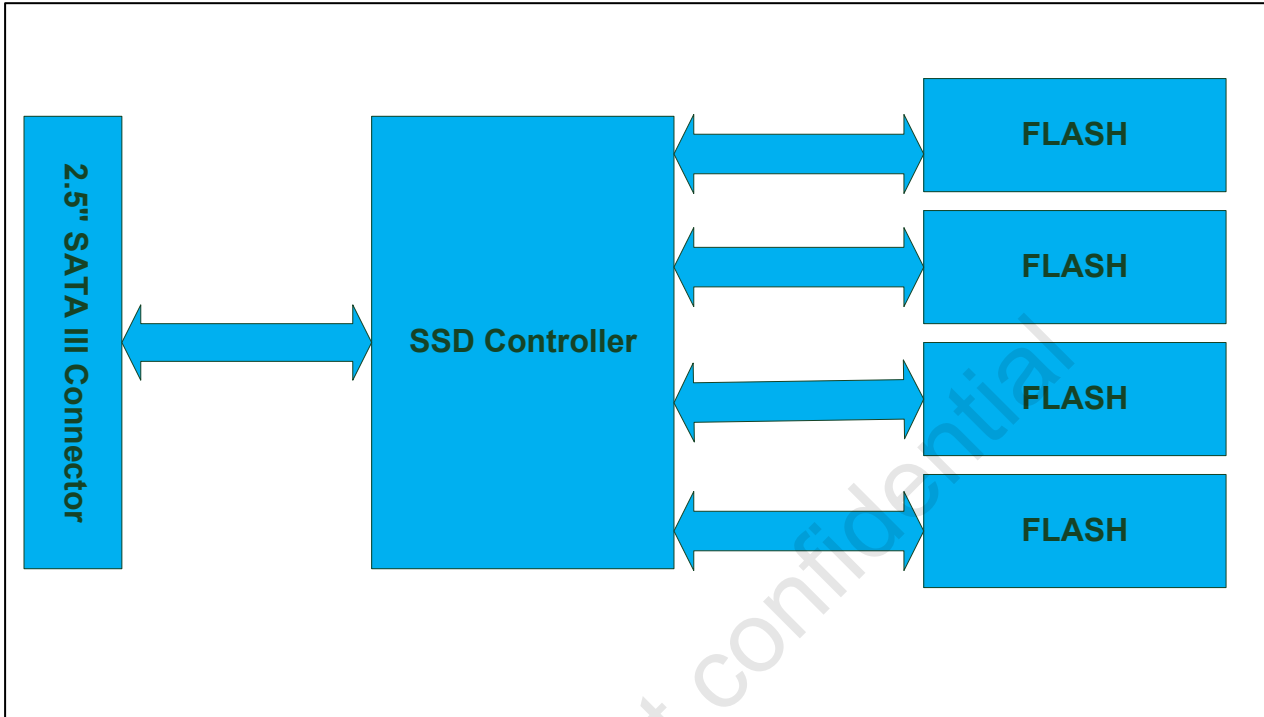 2.5" SATA III Connector
SSD Controller
FLASH
FLASH
FLASH
FLASH
confidential